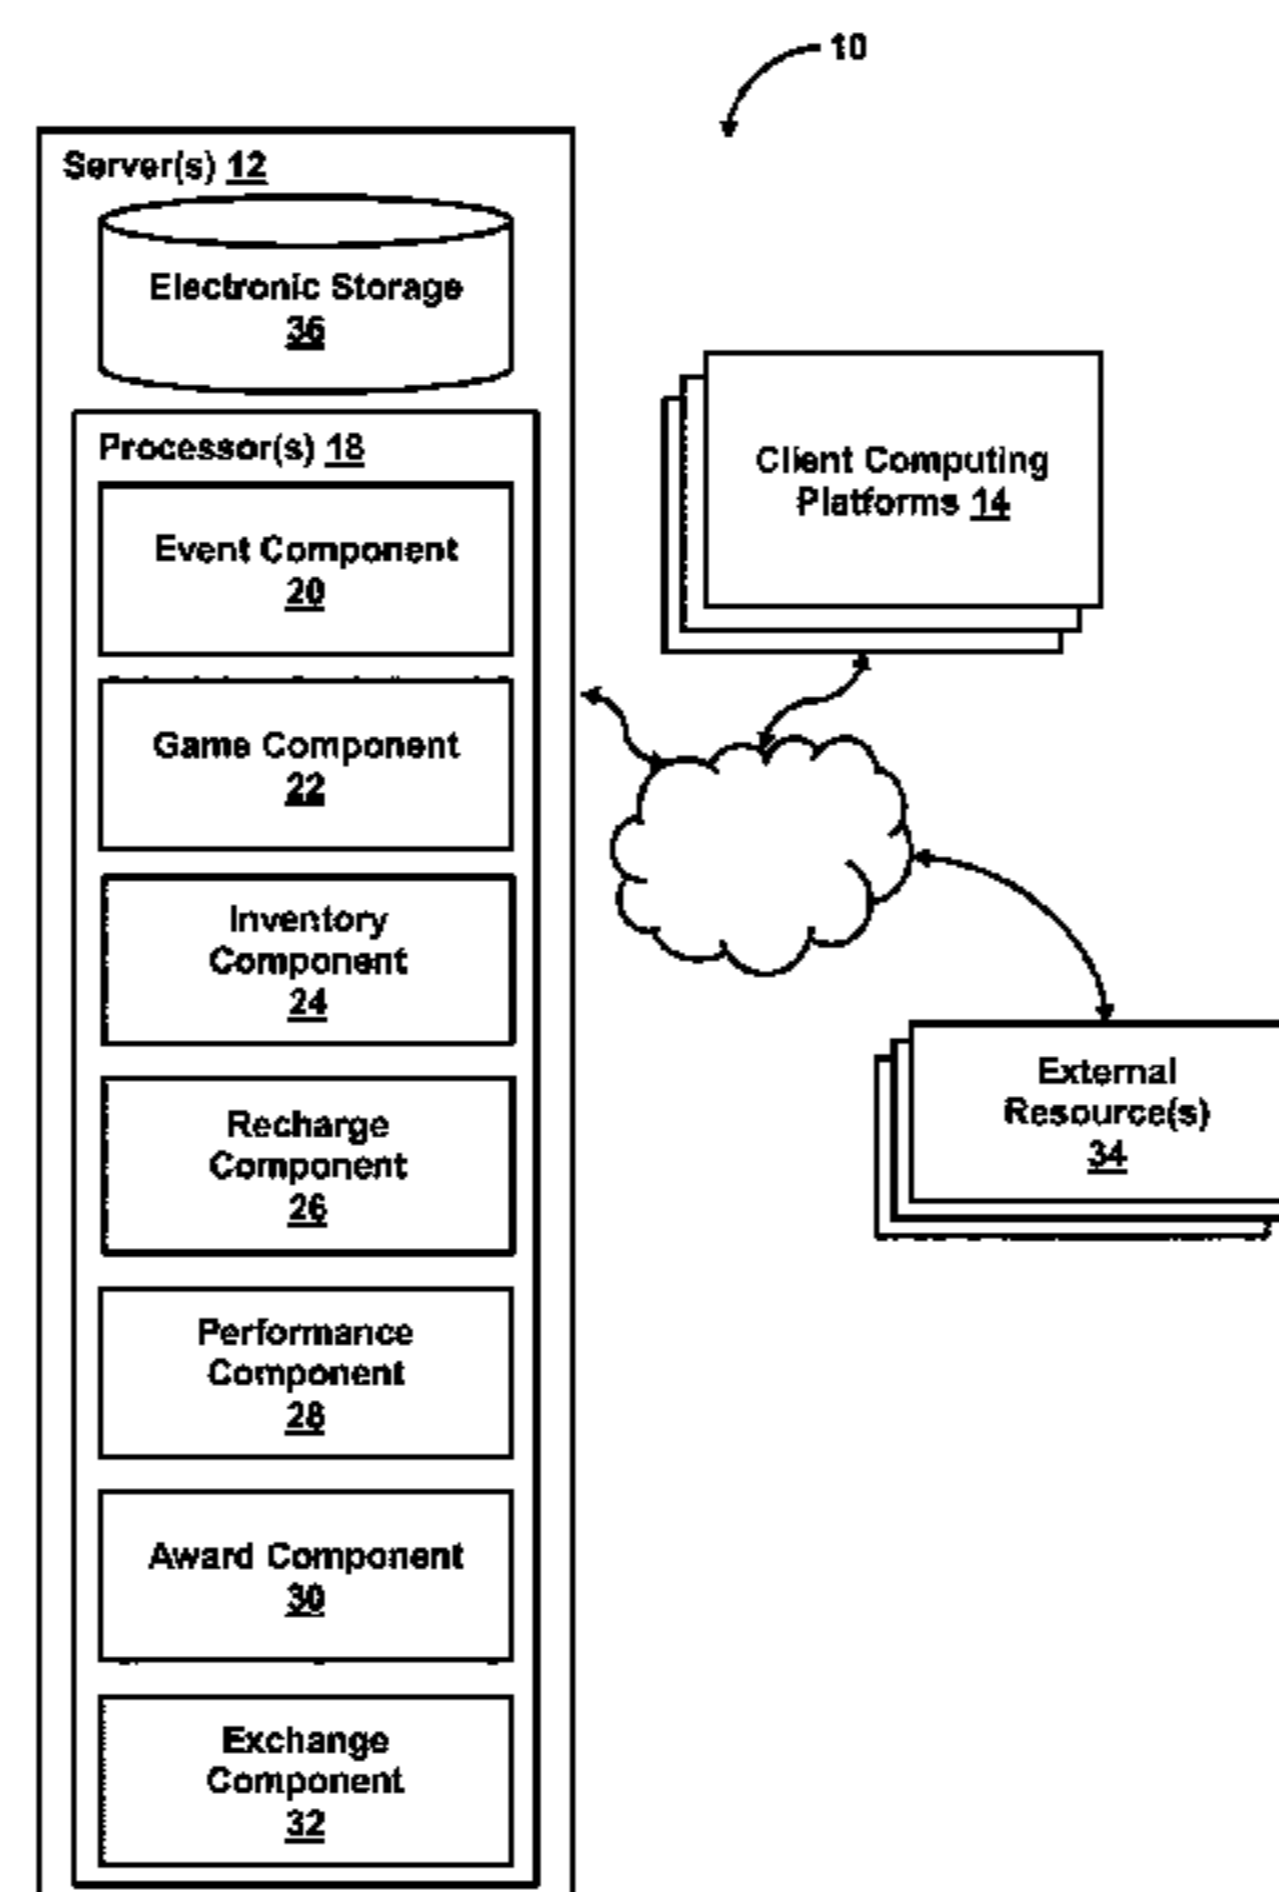 10
Server(s) 12
Electronic Storage
36
Processor(s) 18
Event Component
20
Game Component
22
Inventory
Component
24
Recharge
Component
26
Performance
Component
28
Award Component
30
Exchange
Component
32
Client Computing
Platforms 14
External
Resource(s)
34